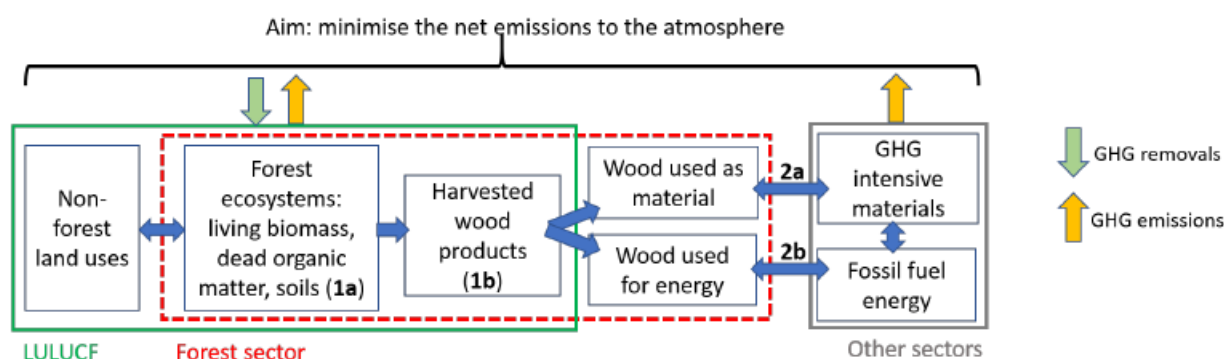 Aim: minimise the net emissions to the atmosphere
Non-
forest
land uses
Forest
ecosystems:
living biomass,
dead organic
matter, soils (1a)
Harvested
wood
products
(1b)
Wood used as
material
Wood used
for energy
2a
2b
GHG
intensive
materials
Fossil fuel
energy
GHG removals
GHG emissions
LULUCF
Forest sector
Other sectors